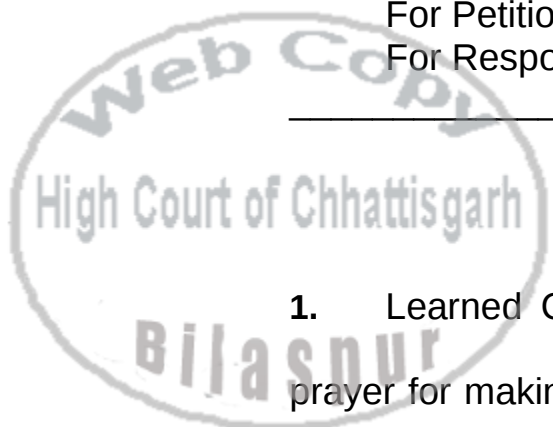 For Petitio
For Respo
Web Copy
High Court of Chhattisgarh
1. Learned
Bilaspur
prayer for makin